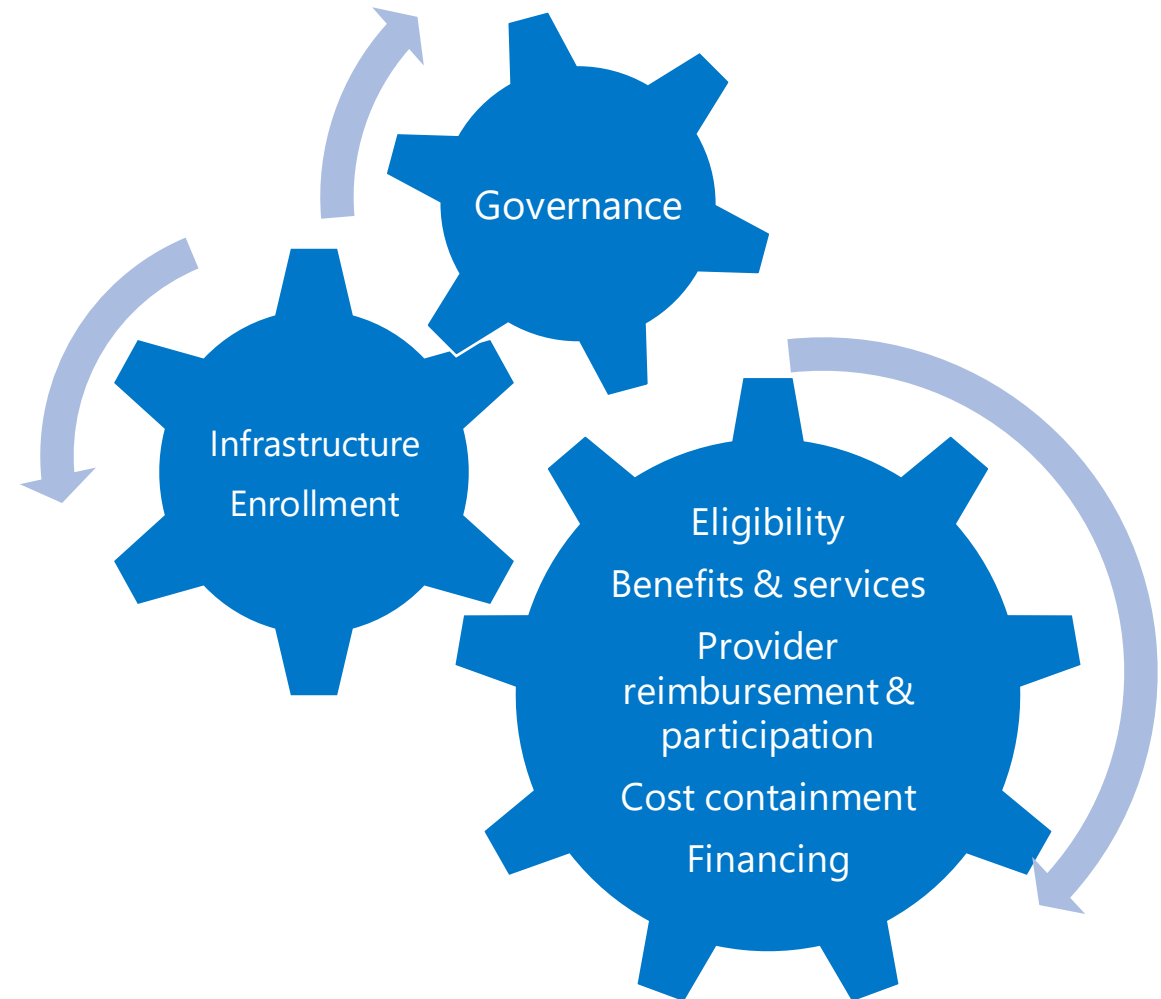 Governance
Infrastructure
Enrollment
Eligibility
Benefits & services
Provider
reimbursement &
participation
Cost containment
Financing